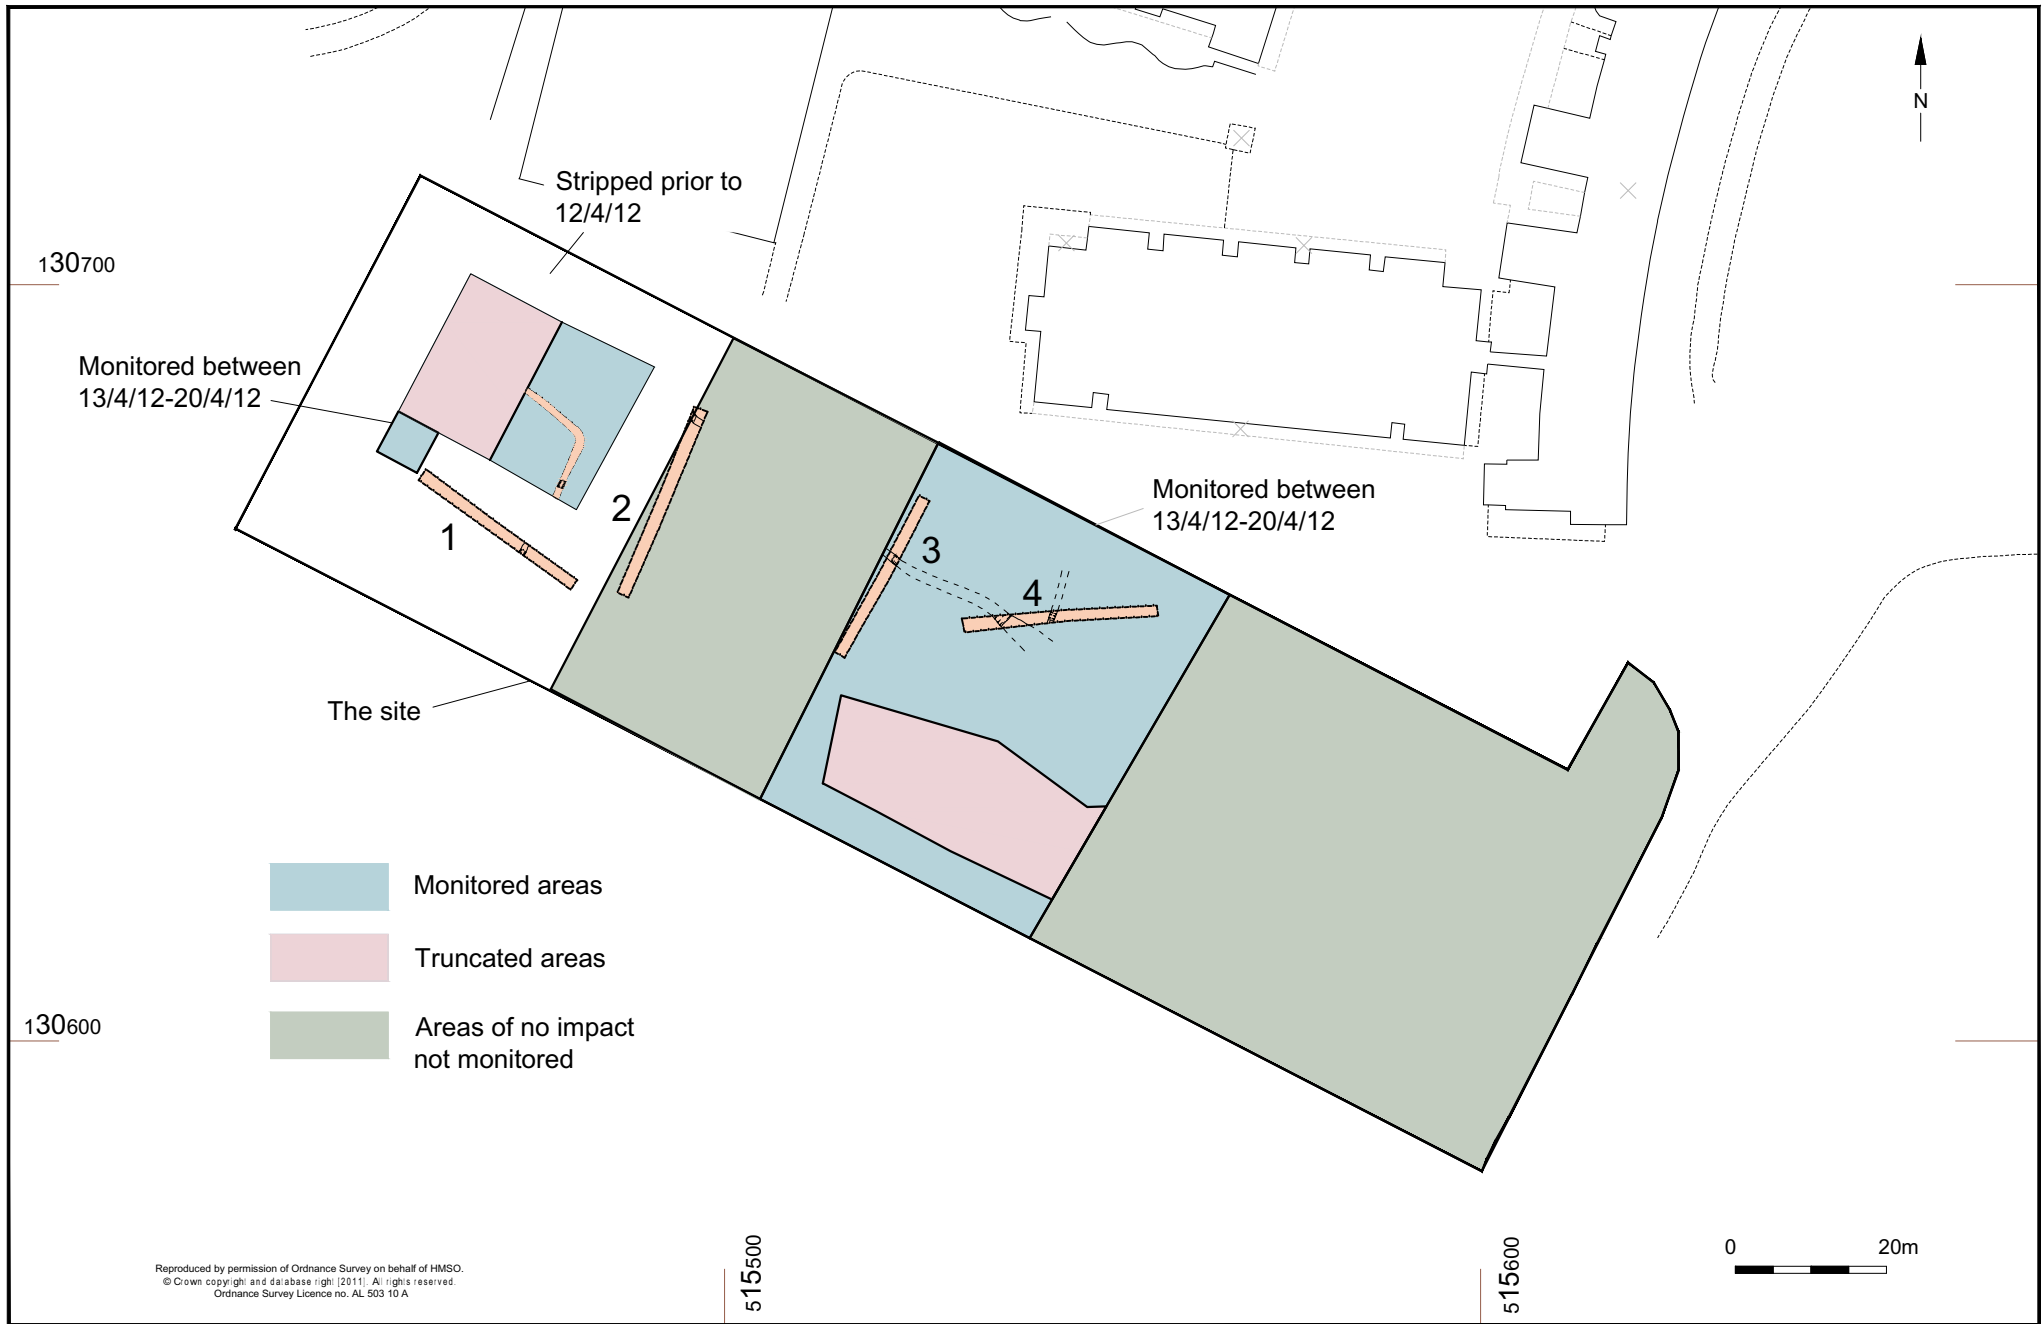 N
Stripped prior to
12/4/12
130700
Monitored between
13/4/12-20/4/12
1
2
3
4
Monitored between
13/4/12-20/4/12
The site
Monitored areas
Truncated areas
Areas of no impact
not monitored
130600
515500
515600
0 20m
Reproduced by permission of Ordnance Survey on behalf of HMSO.
© Crown copyright and database right [2011]. All rights reserved.
Ordnance Survey Licence no. AL 503 10 A